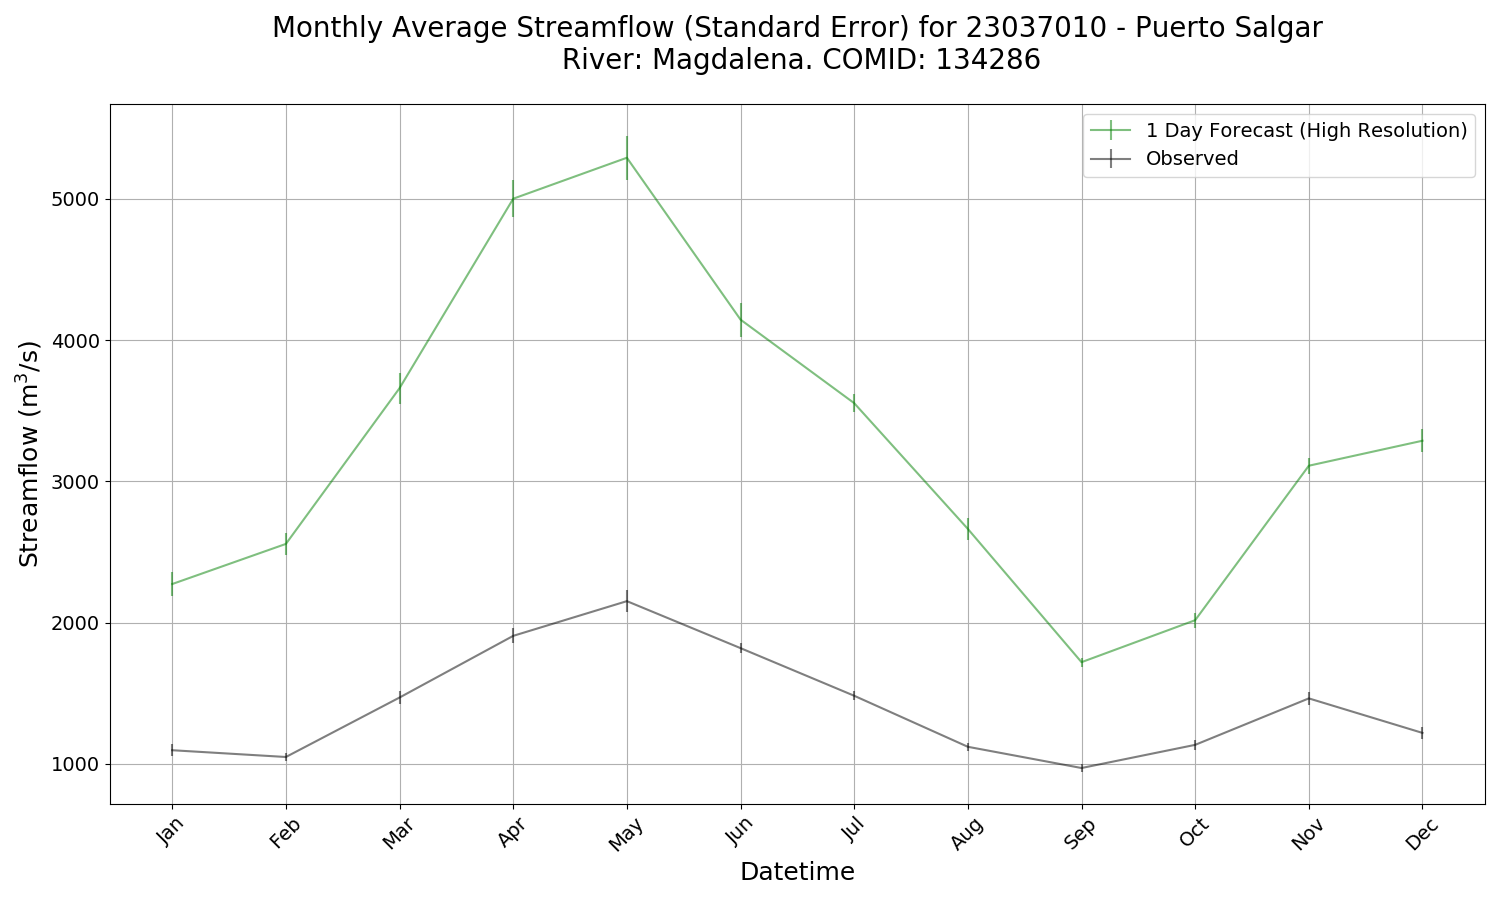 Monthly Average Streamflow (Standard Error) for 23037010 - Puerto Salgar
River: Magdalena. COMID: 134286
1 Day Forecast (High Resolution)
Observed
Streamflow (m³/s)
5000
4000
3000
2000
1000
Jan Feb Mar Apr May Jun Jul Aug Sep Oct Nov Dec
Datetime